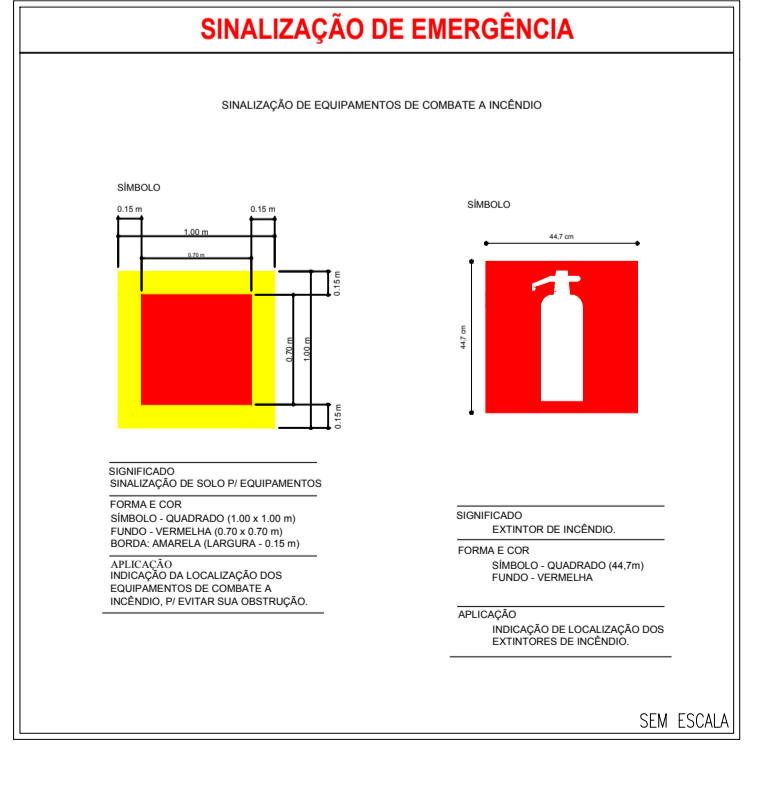 SINALIZAÇÃO DE EMERGÊNCIA
SINALIZAÇÃO DE EQUIPAMENTOS DE COMBATE A INCÊNDIO
SÍMBOLO
0.15 m
0.15 m
1.00 m
0.70 m
0.15 m
0.70 m
1.00 m
0.15 m
SIGNIFICADO
SINALIZAÇÃO DE SOLO P/ EQUIPAMENTOS
FORMA E COR
SÍMBOLO - QUADRADO (1.00 x 1.00 m)
FUNDO - VERMELHA (0.70 x 0.70 m)
BORDA: AMARELA (LARGURA - 0.15 m)
APLICAÇÃO
INDICAÇÃO DA LOCALIZAÇÃO DOS
EQUIPAMENTOS DE COMBATE A
INCÊNDIO, P/ EVITAR SUA OBSTRUÇÃO.
SÍMBOLO
44,7 cm
44,7 cm
SIGNIFICADO
EXTINTOR DE INCÊNDIO.
FORMA E COR
SÍMBOLO - QUADRADO (44,7m)
FUNDO - VERMELHA
APLICAÇÃO
INDICAÇÃO DE LOCALIZAÇÃO DOS
EXTINTORES DE INCÊNDIO.
SEM ESCALA